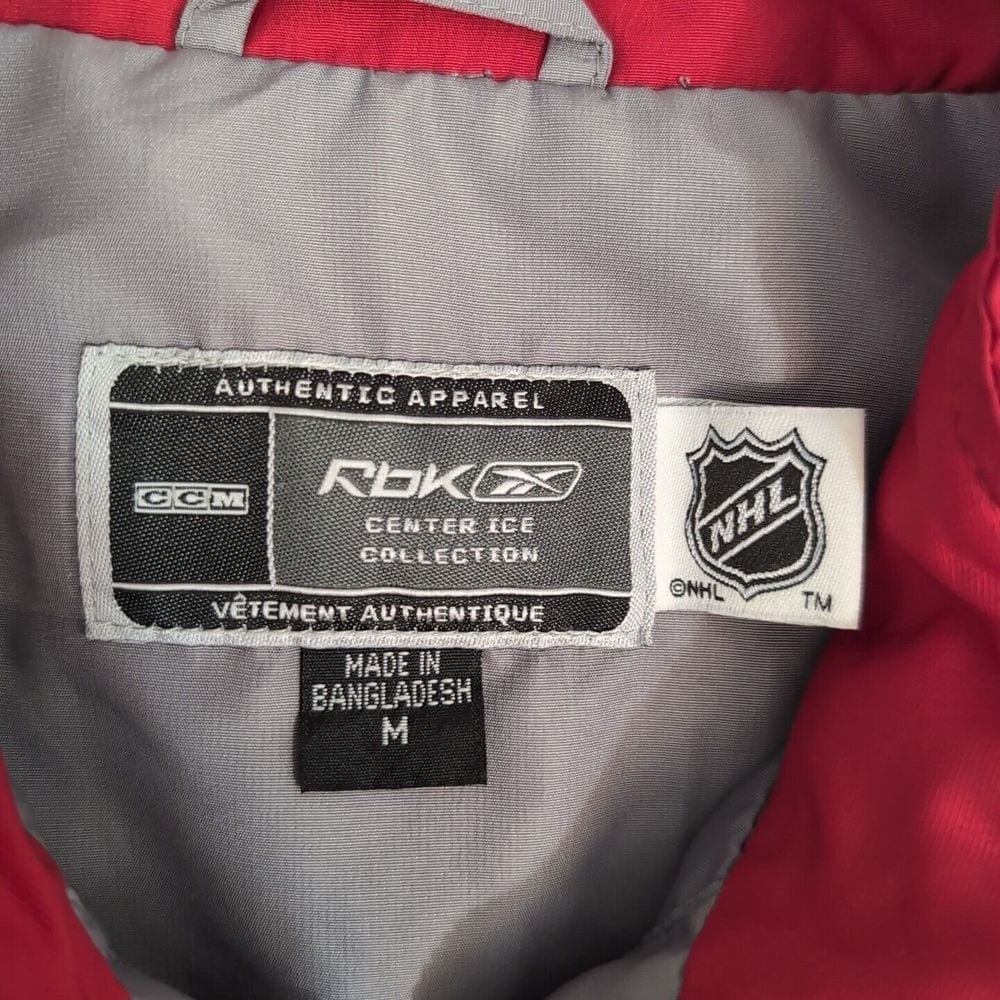 AUTHENTIC APPAREL
CCM
RbK
CENTER ICE
COLLECTION
VÊTEMENT AUTHENTIQUE
NHL
©NHL TM
MADE IN
BANGLADESH
M